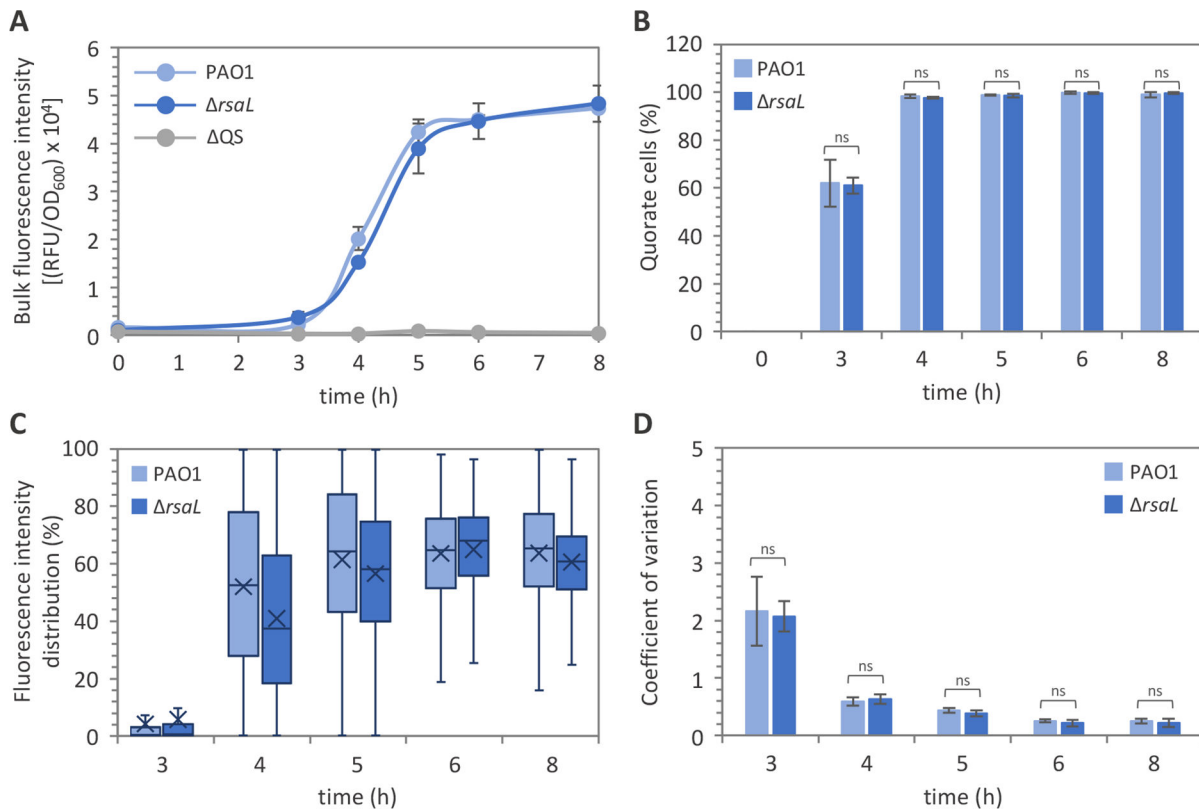 A
Bulk fluorescence intensity
[(RFU/OD₆₀₀) x 10⁴]
6
5
4
3
2
1
0
PAO1
ΔrsaL
ΔQS
0 1 2 3 4 5 6 7 8
time (h)
B
Quorate cells (%)
120
100
80
60
40
20
0
PAO1
ΔrsaL
ns ns ns ns ns
0 3 4 5 6 8
time (h)
C
Fluorescence intensity
distribution (%)
100
80
60
40
20
0
PAO1
ΔrsaL
3 4 5 6 8
time (h)
D
Coefficient of variation
5
4
3
2
1
0
PAO1
ΔrsaL
ns ns ns ns ns
3 4 5 6 8
time (h)